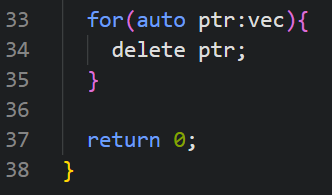 33 for(auto ptr:vec){
34 delete ptr;
35 }
36
37 return 0;
38 }